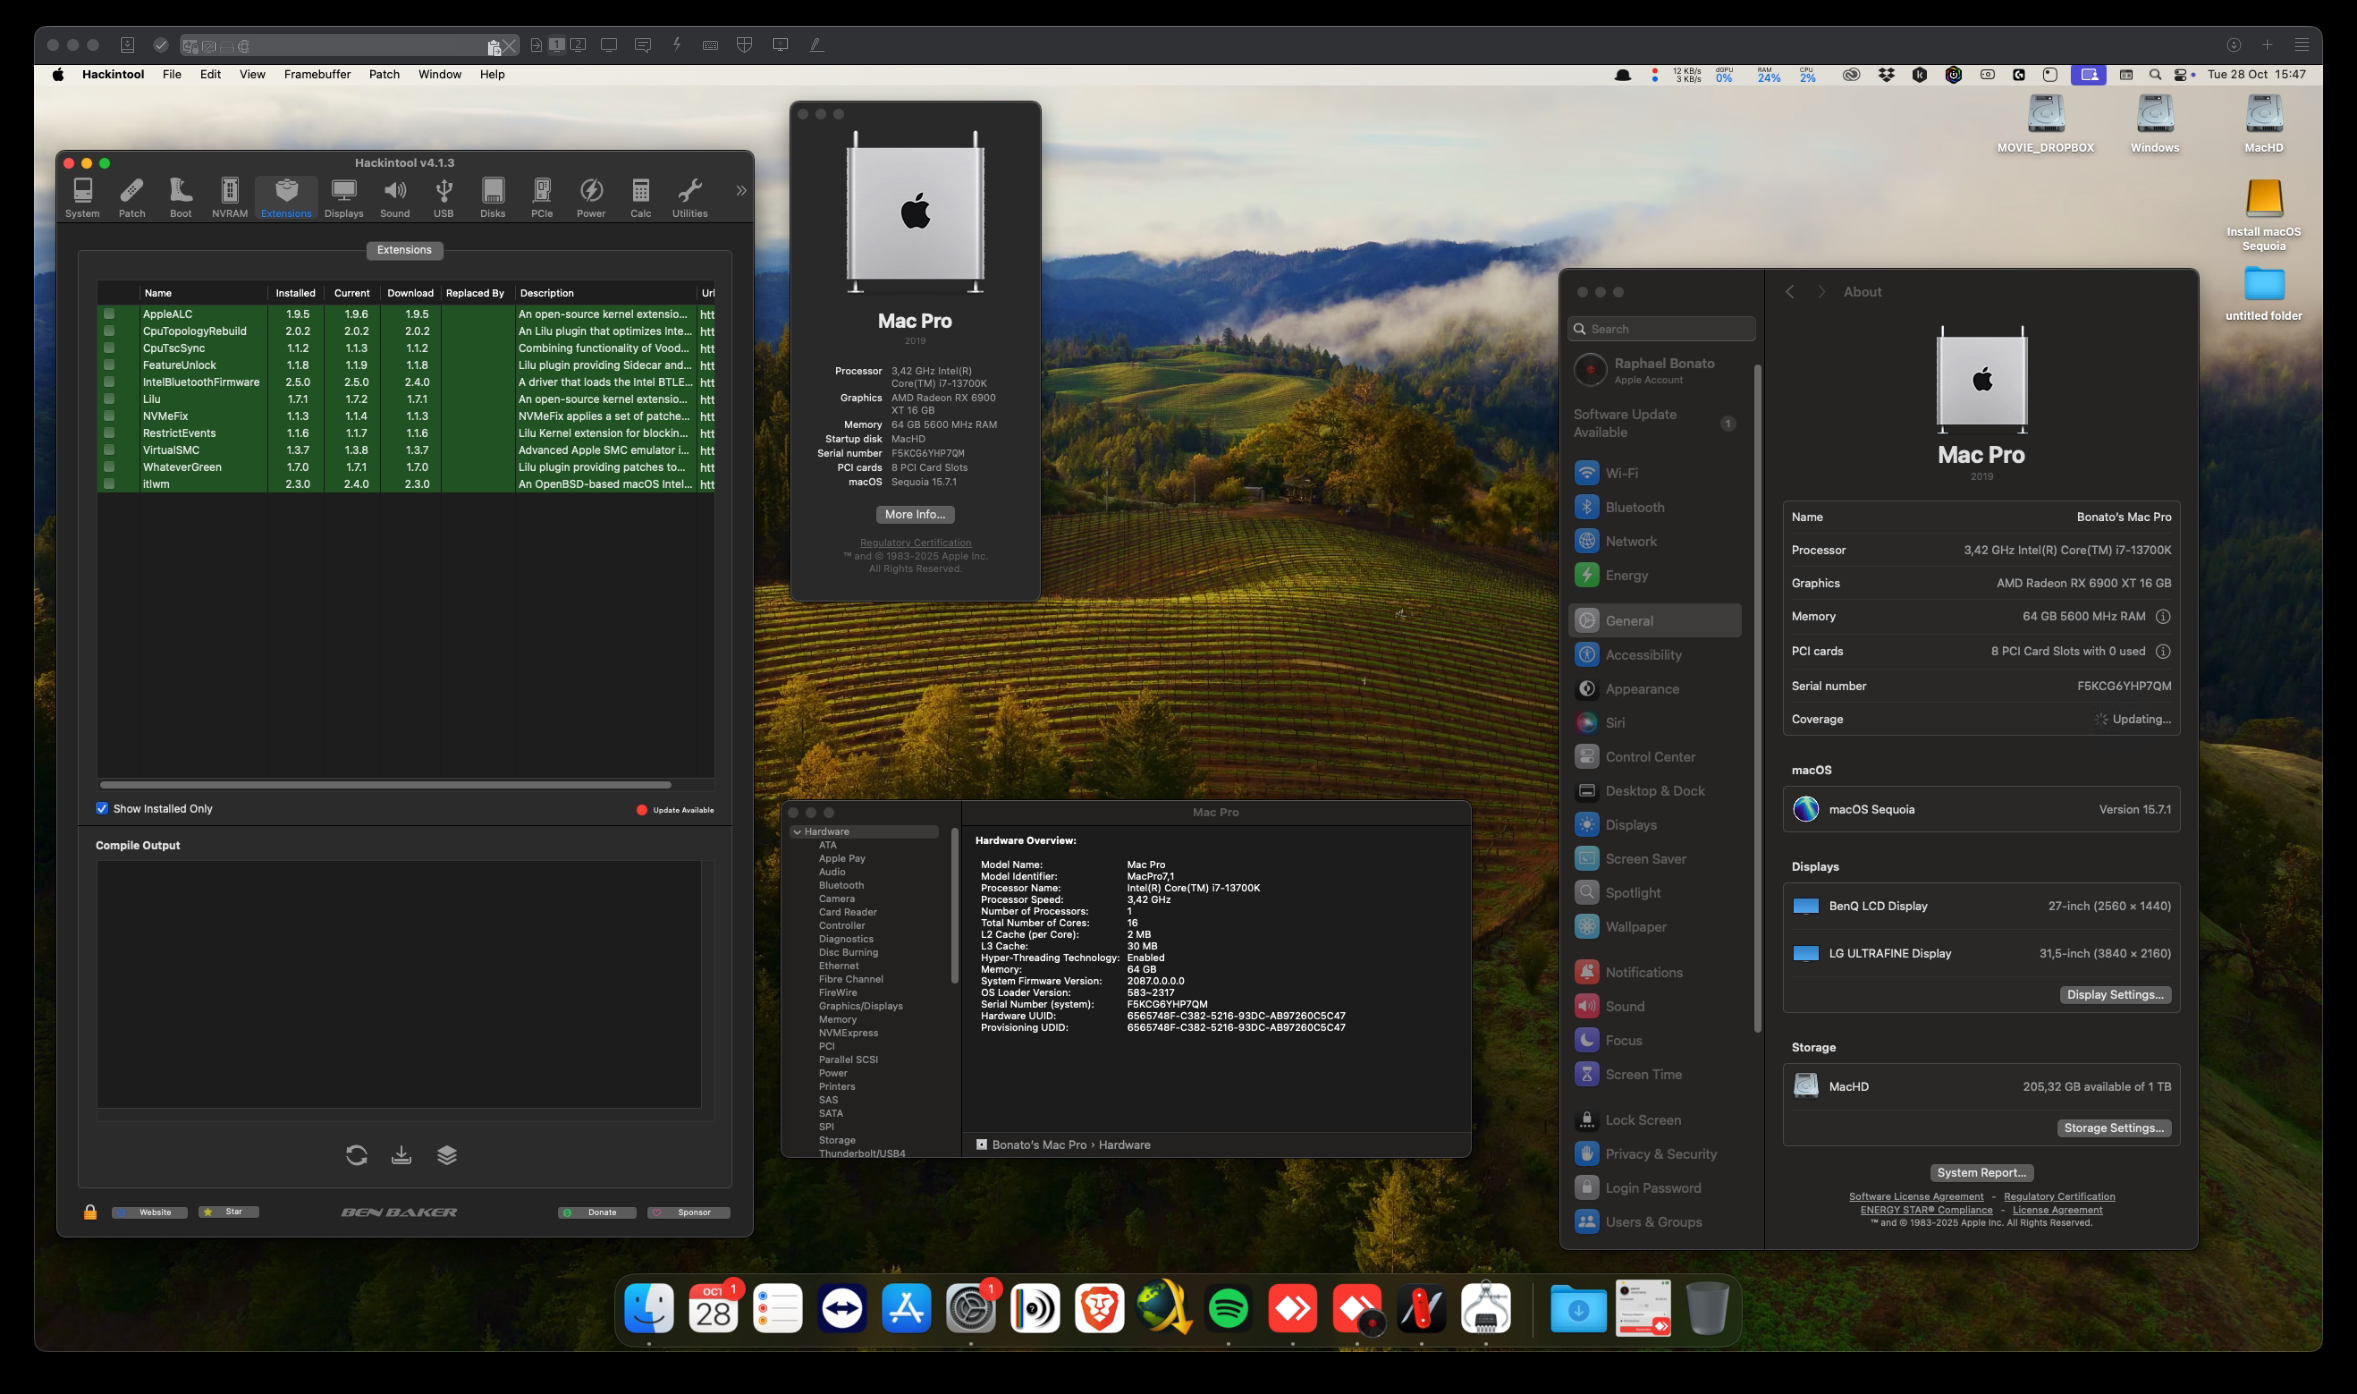 1 2
Hackintool File Edit View Framebuffer Patch Window Help
12 KB/s 3 KB/s dGPU 0% RAM 24% CPU 2% Tue 28 Oct 15:47
MOVIE_DROPBOX
Windows
MacHD
Install macOS
Sequoia
untitled folder
Hackintool v4.1.3
System Patch Boot NVRAM Extensions Displays Sound USB Disks PCIe Power Calc Utilities
Extensions
Name Installed Current Download Replaced By Description Url
AppleALC 1.9.5 1.9.6 1.9.5 An open-source kernel extensio... htt
CpuTopologyRebuild 2.0.2 2.0.2 2.0.2 An Lilu plugin that optimizes Inte... htt
CpuTscSync 1.1.2 1.1.3 1.1.2 Combining functionality of Vood... htt
FeatureUnlock 1.1.8 1.1.9 1.1.8 Lilu plugin providing Sidecar and... htt
IntelBluetoothFirmware 2.5.0 2.5.0 2.4.0 A driver that loads the Intel BTLE... htt
Lilu 1.7.1 1.7.2 1.7.1 An open-source kernel extensio... htt
NVMeFix 1.1.3 1.1.4 1.1.3 NVMeFix applies a set of patche... htt
RestrictEvents 1.1.6 1.1.7 1.1.6 Lilu Kernel extension for blockin... htt
VirtualSMC 1.3.7 1.3.8 1.3.7 Advanced Apple SMC emulator i... htt
WhateverGreen 1.7.0 1.7.1 1.7.0 Lilu plugin providing patches to... htt
itlwm 2.3.0 2.4.0 2.3.0 An OpenBSD-based macOS Intel... htt
Show Installed Only
Update Available
Compile Output
Website Star BEN BAKER Donate Sponsor
Mac Pro
2019
Processor 3,42 GHz Intel(R)
Core(TM) i7-13700K
Graphics AMD Radeon RX 6900
XT 16 GB
Memory 64 GB 5600 MHz RAM
Startup disk MacHD
Serial number F5KCG6YHP7QM
PCI cards 8 PCI Card Slots
macOS Sequoia 15.7.1
More Info...
Regulatory Certification
™ and © 1983-2025 Apple Inc.
All Rights Reserved.
Mac Pro
Hardware
ATA
Apple Pay
Audio
Bluetooth
Camera
Card Reader
Controller
Diagnostics
Disc Burning
Ethernet
Fibre Channel
FireWire
Graphics/Displays
Memory
NVMExpress
PCI
Parallel SCSI
Power
Printers
SAS
SATA
SPI
Storage
Thunderbolt/USB4
Hardware Overview:
Model Name: Mac Pro
Model Identifier: MacPro7,1
Processor Name: Intel(R) Core(TM) i7-13700K
Processor Speed: 3,42 GHz
Number of Processors: 1
Total Number of Cores: 16
L2 Cache (per Core): 2 MB
L3 Cache: 30 MB
Hyper-Threading Technology: Enabled
Memory: 64 GB
System Firmware Version: 2087.0.0.0.0
OS Loader Version: 583~2317
Serial Number (system): F5KCG6YHP7QM
Hardware UUID: 6565748F-C382-5216-93DC-AB97260C5C47
Provisioning UDID: 6565748F-C382-5216-93DC-AB97260C5C47
Bonato's Mac Pro › Hardware
Search
Raphael Bonato
Apple Account
Software Update
Available 1
Wi-Fi
Bluetooth
Network
Energy
General
Accessibility
Appearance
Siri
Control Center
Desktop & Dock
Displays
Screen Saver
Spotlight
Wallpaper
Notifications
Sound
Focus
Screen Time
Lock Screen
Privacy & Security
Login Password
Users & Groups
About
Mac Pro
2019
Name Bonato's Mac Pro
Processor 3,42 GHz Intel(R) Core(TM) i7-13700K
Graphics AMD Radeon RX 6900 XT 16 GB
Memory 64 GB 5600 MHz RAM
PCI cards 8 PCI Card Slots with 0 used
Serial number F5KCG6YHP7QM
Coverage Updating...
macOS
macOS Sequoia Version 15.7.1
Displays
BenQ LCD Display 27-inch (2560 × 1440)
LG ULTRAFINE Display 31,5-inch (3840 × 2160)
Display Settings...
Storage
MacHD 205,32 GB available of 1 TB
Storage Settings...
System Report...
Software License Agreement - Regulatory Certification
ENERGY STAR® Compliance - License Agreement
™ and © 1983-2025 Apple Inc. All Rights Reserved.
OCT 1
28
1